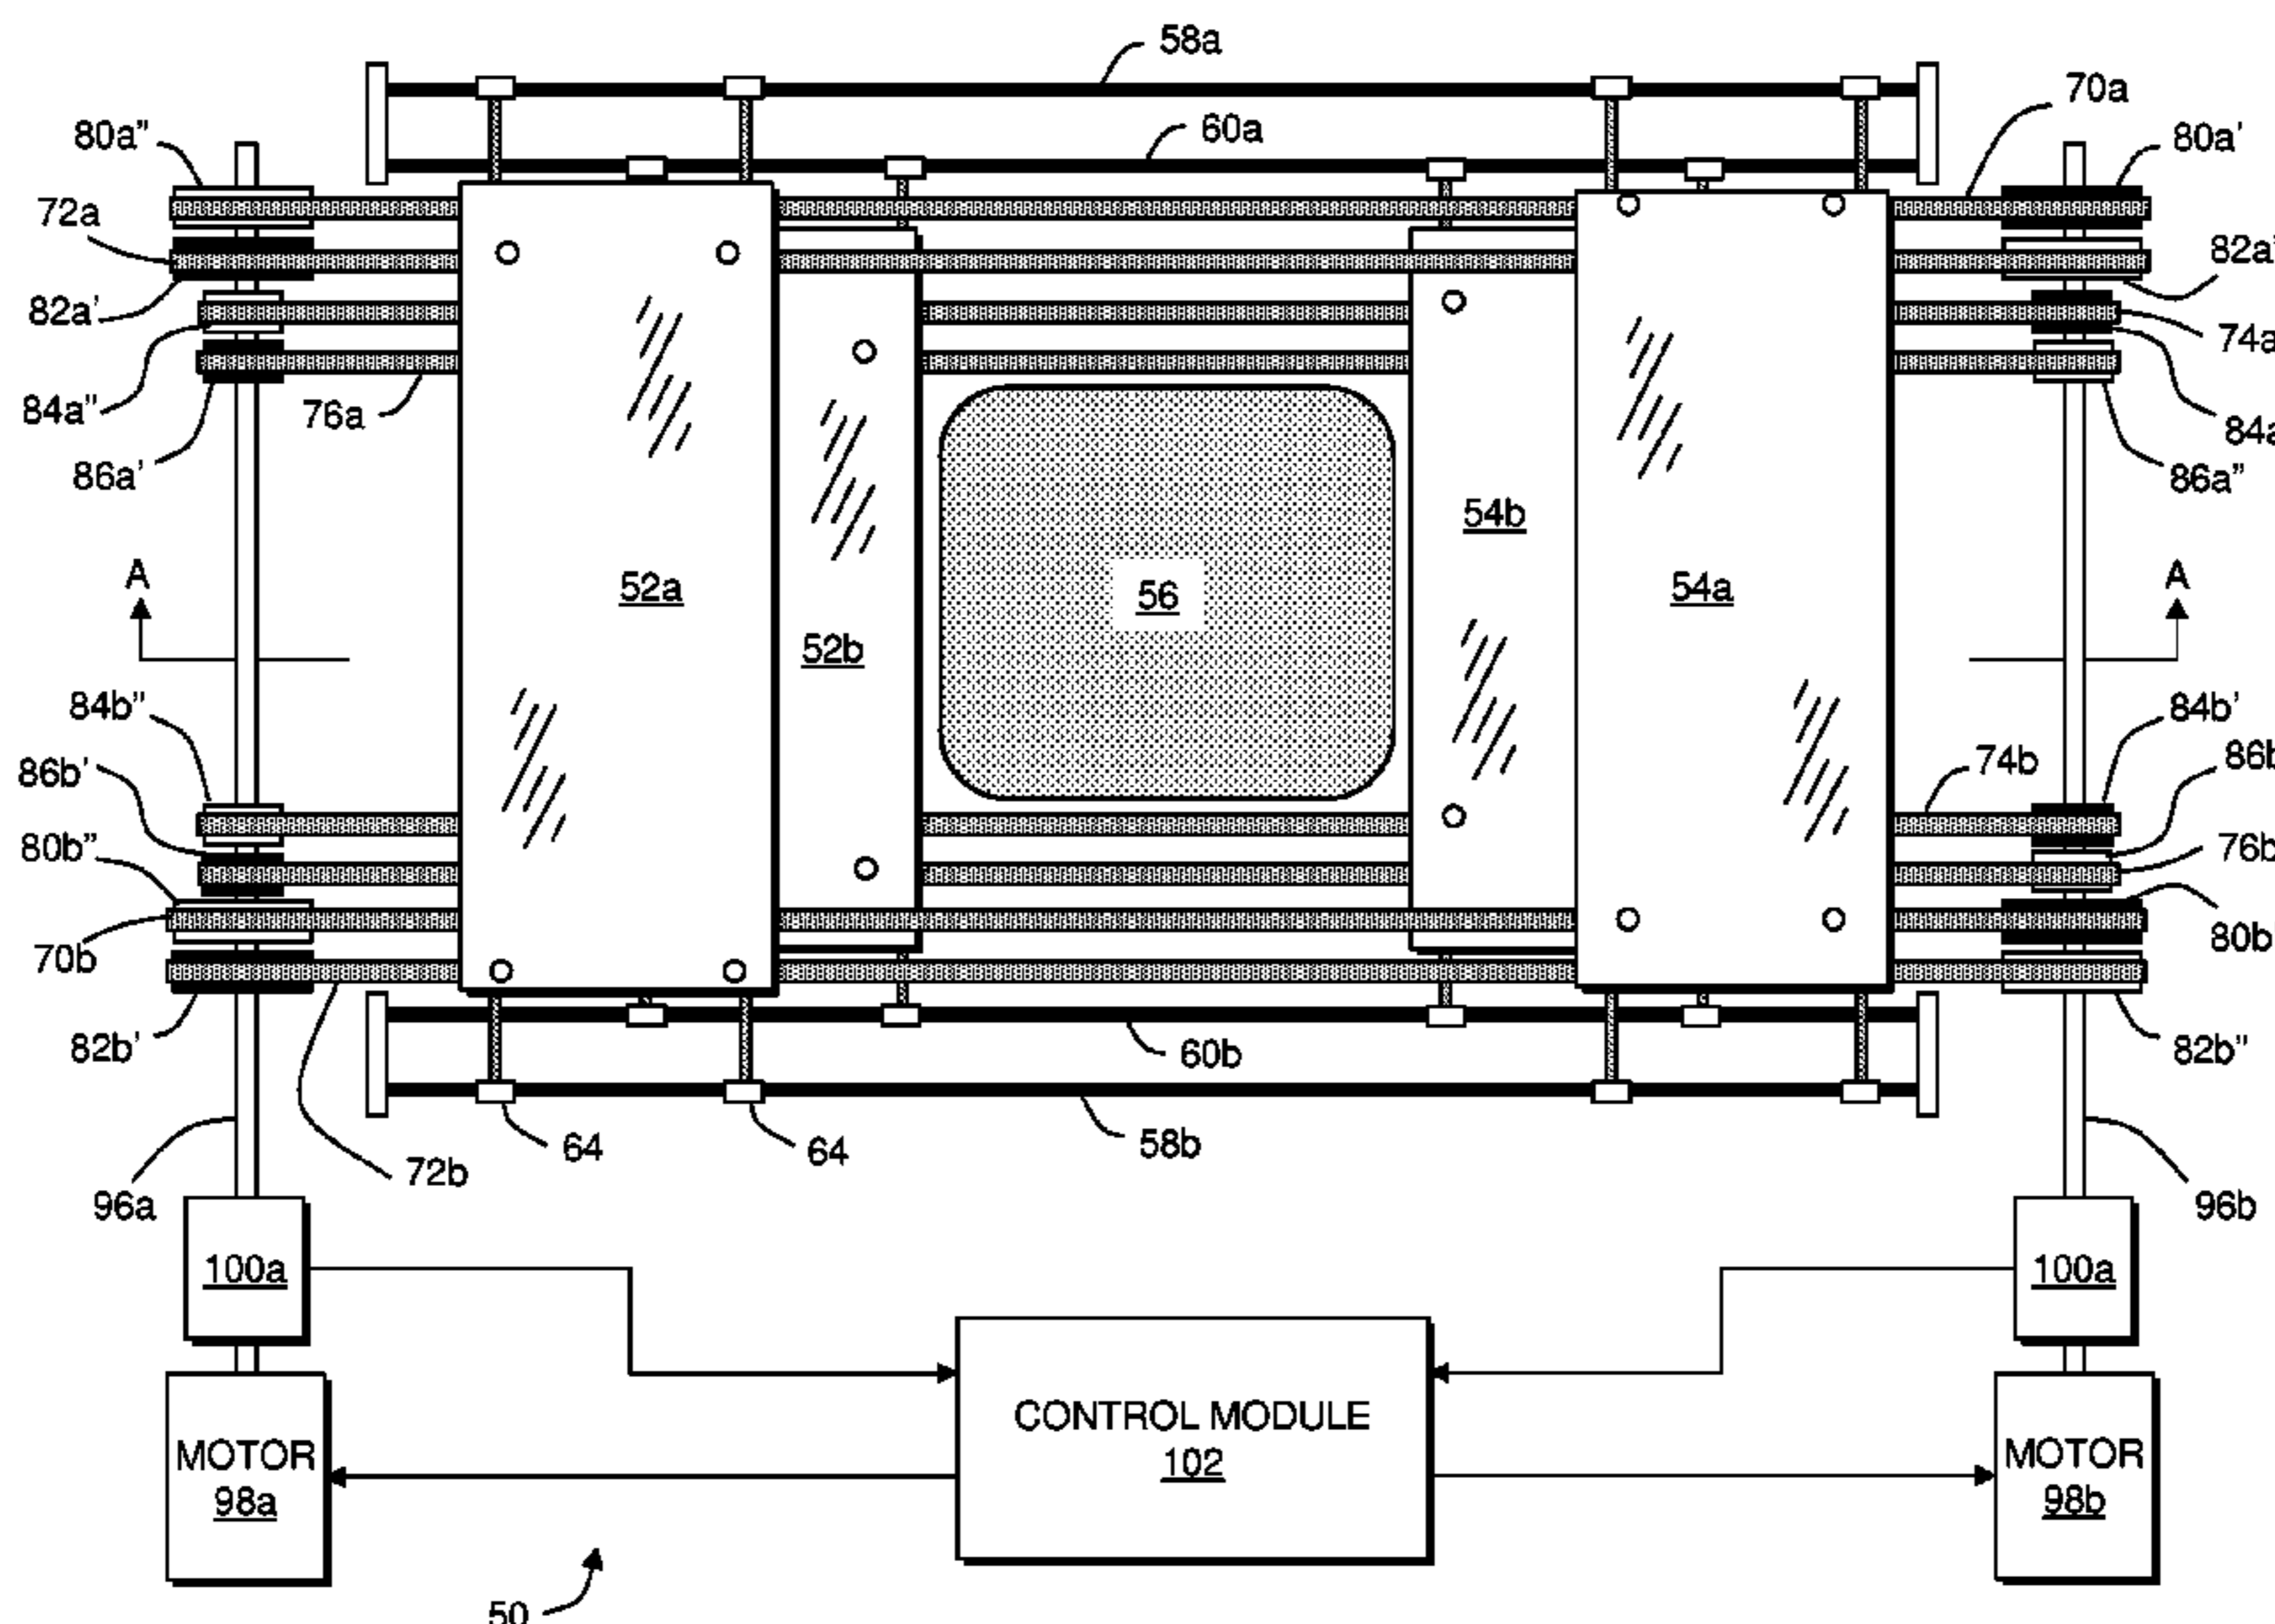 58a
70a
60a
80a"
80a'
72a
82a'
82a'
74a
84a"
76a
84a
86a'
86a"
54b
A
A
52a
56
54a
52b
84b"
84b'
86b'
74b
86b
80b"
76b
70b
80b
82b'
60b
82b"
64
64
58b
72b
96a
96b
100a
100a
CONTROL MODULE
102
MOTOR
98a
MOTOR
98b
50